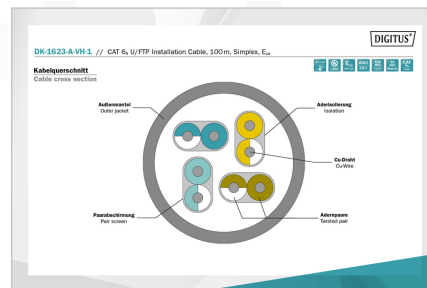 DIGITUS®
DK-1623-A-VH-1 // CAT 6A U/FTP Installation Cable, 100 m, Simplex, Eca
Kabelquerschnitt
Cable cross section
Außenmantel
Outer jacket
Aderisolierung
Isolation
Cu-Draht
Cu-Wire
Paarabschirmung
Pair screen
Adernpaare
Twisted pair